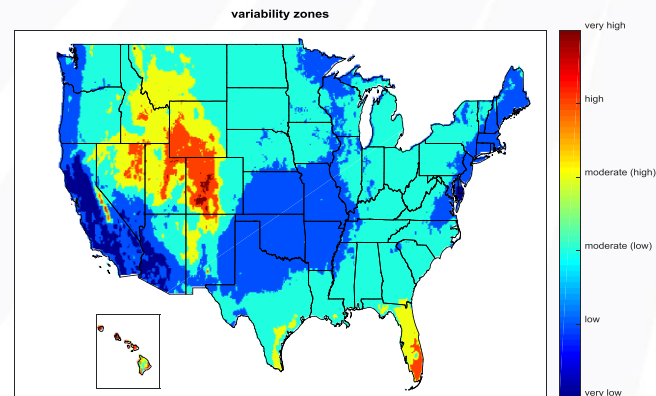 variability zones
very high
high
moderate (high)
moderate (low)
low
very low